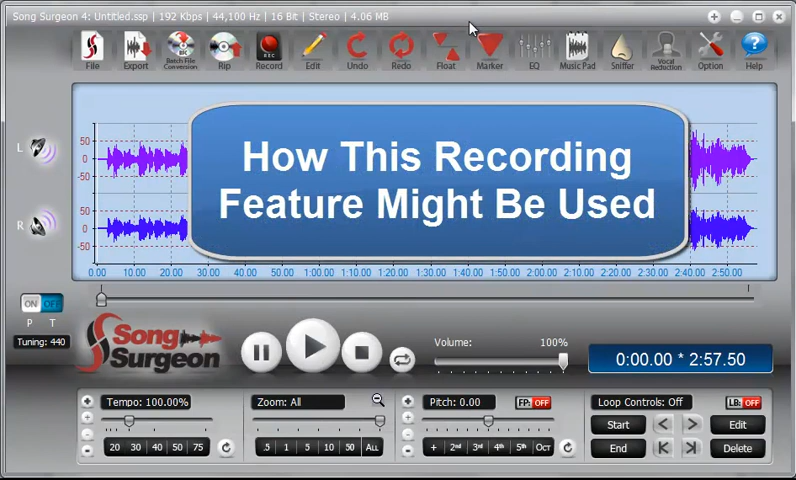 Song Surgeon 4: Untitled.ssp | 192 Kbps | 44,100 Hz | 16 Bit | Stereo | 4.06 MB
File Export Batch File Conversion Rip Record Edit Undo Redo Float Marker EQ Music Pad Sniffer Vocal Reduction Option Help
REC
How This Recording
Feature Might Be Used
L
50
0
-50
R
50
0
-50
0.00 10.00 20.00 30.00 40.00 50.00 1:00.00 1:10.00 1:20.00 1:30.00 1:40.00 1:50.00 2:00.00 2:10.00 2:20.00 2:30.00 2:40.00 2:50.00
ON OFF
P T
Tuning: 440
Song
Surgeon
Volume: 100%
0:00.00 * 2:57.50
Tempo: 100.00%
20 30 40 50 75
Zoom: All
.5 1 5 10 50 ALL
Pitch: 0.00 FP: OFF
+ 2nd 3rd 4th 5th Oct
Loop Controls: Off LB: OFF
Start Edit
End Delete